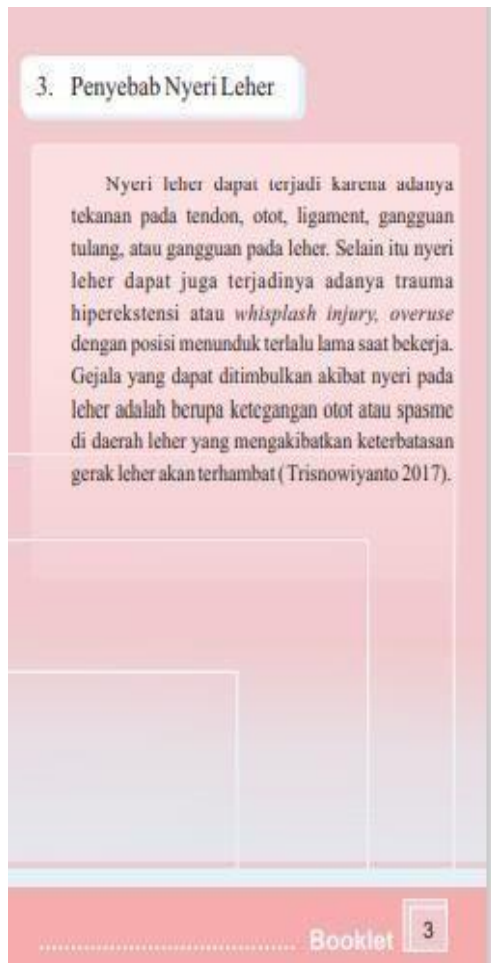 3. Penyebab Nyeri Leher
Nyeri leher dapat terjadi karena adanya
tekanan pada tendon, otot, ligament, gangguan
tulang, atau gangguan pada leher. Selain itu nyeri
leher dapat juga terjadinya adanya trauma
hiperekstensi atau whisplash injury, overuse
dengan posisi menunduk terlalu lama saat bekerja.
Gejala yang dapat ditimbulkan akibat nyeri pada
leher adalah berupa ketegangan otot atau spasme
di daerah leher yang mengakibatkan keterbatasan
gerak leher akan terhambat ( Trisnowiyanto 2017).
.................................... Booklet 3